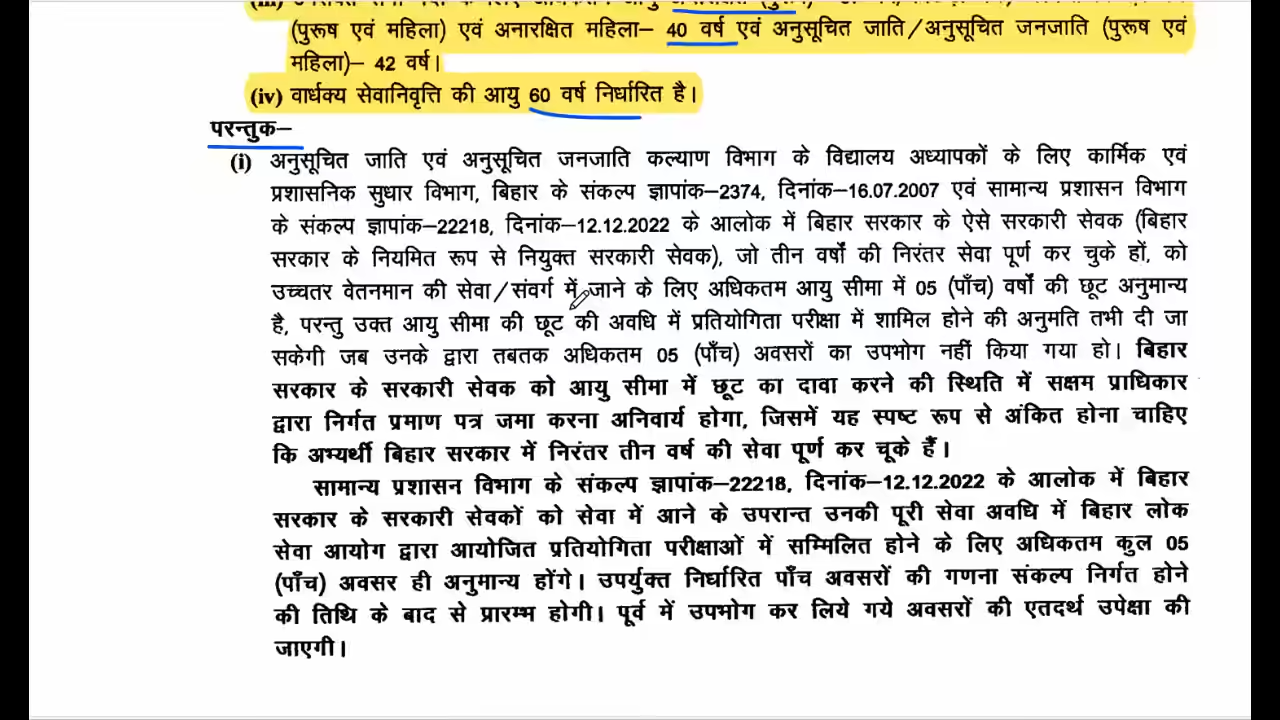 (पुरूष एवं महिला) एवं अनारक्षित महिला– 40 वर्ष एवं अनुसूचित जाति/अनुसूचित जनजाति (पुरूष एवं
महिला)– 42 वर्ष।
(iv) वार्धक्य सेवानिवृत्ति की आयु 60 वर्ष निर्धारित है।
परन्तुक–
(i) अनुसूचित जाति एवं अनुसूचित जनजाति कल्याण विभाग के विद्यालय अध्यापकों के लिए कार्मिक एवं
प्रशासनिक सुधार विभाग, बिहार के संकल्प ज्ञापांक–2374, दिनांक–16.07.2007 एवं सामान्य प्रशासन विभाग
के संकल्प ज्ञापांक–22218, दिनांक–12.12.2022 के आलोक में बिहार सरकार के ऐसे सरकारी सेवक (बिहार
सरकार के नियमित रूप से नियुक्त सरकारी सेवक), जो तीन वर्षों की निरंतर सेवा पूर्ण कर चुके हों, को
उच्चतर वेतनमान की सेवा/संवर्ग में जाने के लिए अधिकतम आयु सीमा में 05 (पाँच) वर्षों की छूट अनुमान्य
है, परन्तु उक्त आयु सीमा की छूट की अवधि में प्रतियोगिता परीक्षा में शामिल होने की अनुमति तभी दी जा
सकेगी जब उनके द्वारा तबतक अधिकतम 05 (पाँच) अवसरों का उपभोग नहीं किया गया हो। बिहार
सरकार के सरकारी सेवक को आयु सीमा में छूट का दावा करने की स्थिति में सक्षम प्राधिकार
द्वारा निर्गत प्रमाण पत्र जमा करना अनिवार्य होगा, जिसमें यह स्पष्ट रूप से अंकित होना चाहिए
कि अभ्यर्थी बिहार सरकार में निरंतर तीन वर्ष की सेवा पूर्ण कर चूके हैं।
सामान्य प्रशासन विभाग के संकल्प ज्ञापांक–22218, दिनांक–12.12.2022 के आलोक में बिहार
सरकार के सरकारी सेवकों को सेवा में आने के उपरान्त उनकी पूरी सेवा अवधि में बिहार लोक
सेवा आयोग द्वारा आयोजित प्रतियोगिता परीक्षाओं में सम्मिलित होने के लिए अधिकतम कुल 05
(पाँच) अवसर ही अनुमान्य होंगे। उपर्युक्त निर्धारित पाँच अवसरों की गणना संकल्प निर्गत होने
की तिथि के बाद से प्रारम्भ होगी। पूर्व में उपभोग कर लिये गये अवसरों की एतदर्थ उपेक्षा की
जाएगी।